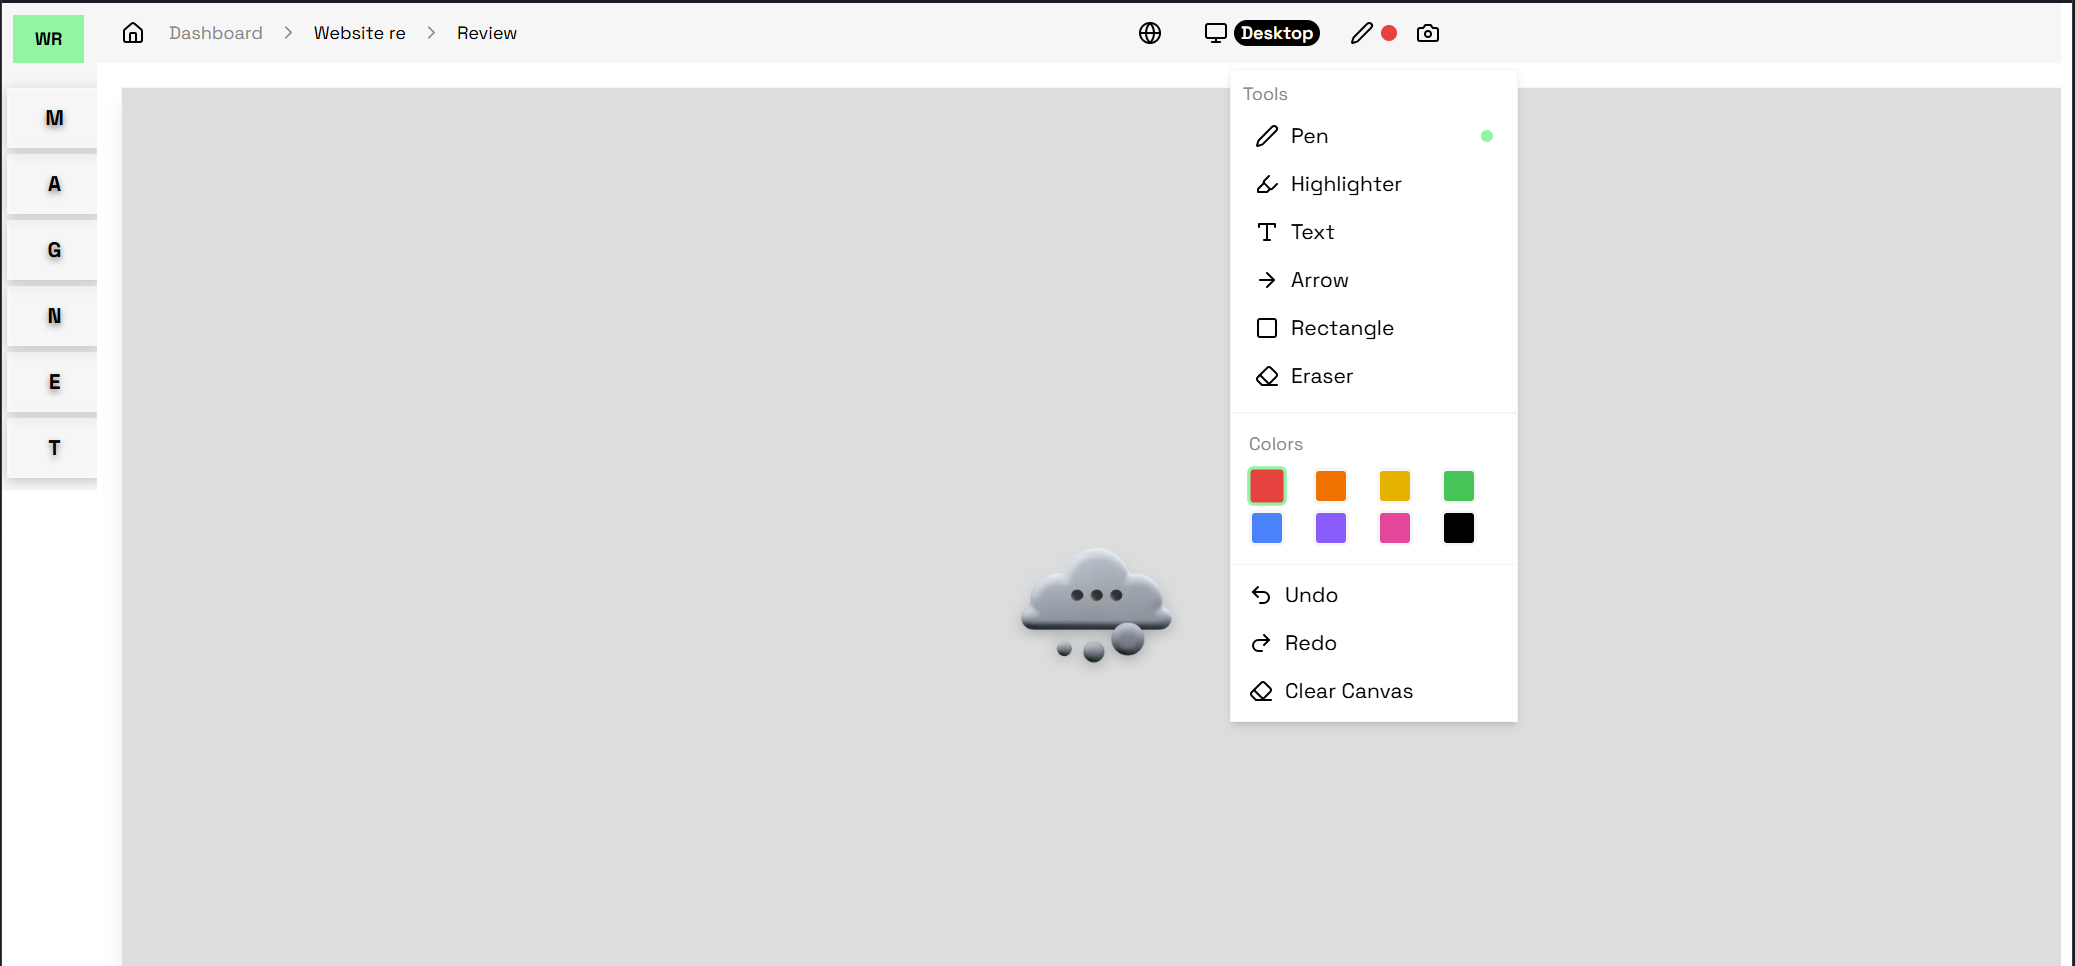 WR
Dashboard > Website re > Review
Desktop
M
A
G
N
E
T
Tools
Pen
Highlighter
Text
Arrow
Rectangle
Eraser
Colors
Undo
Redo
Clear Canvas